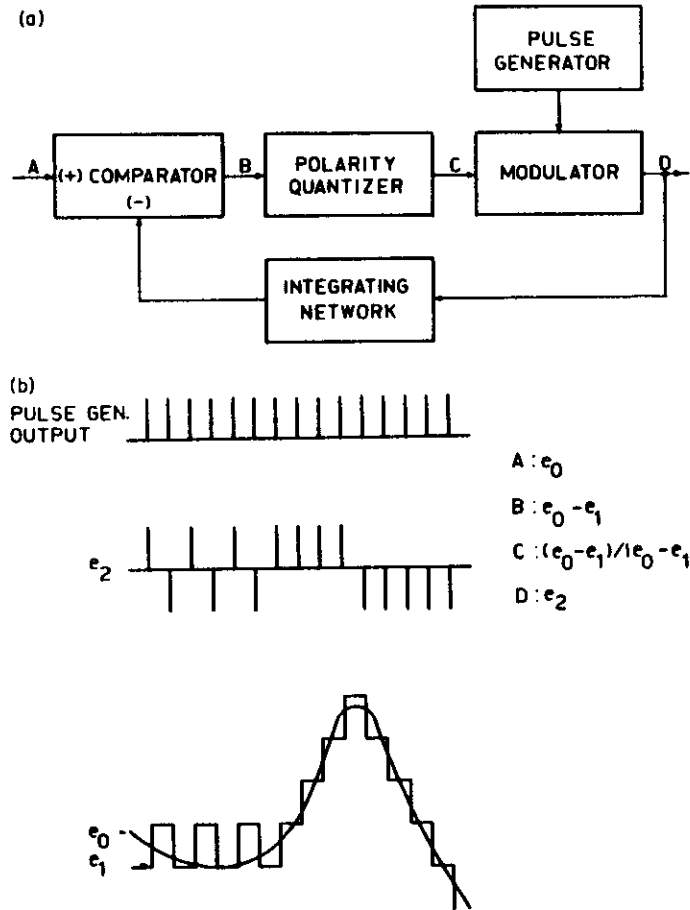 (a)
PULSE
GENERATOR
A
(+) COMPARATOR
(-)
B
POLARITY
QUANTIZER
C
MODULATOR
D
INTEGRATING
NETWORK
(b)
PULSE GEN.
OUTPUT
e2
A : e0
B : e0 - e1
C : (e0-e1)/|e0-e1
D : e2
e0
e1